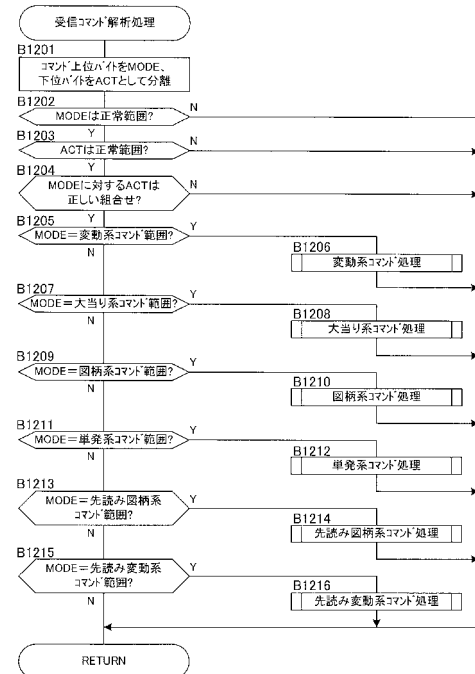 受信コマンド解析処理
B1201
コマンド上位バイトをMODE、
下位バイトをACTとして分離
B1202
MODEは正常範囲?
N
Y
B1203
ACTは正常範囲?
N
Y
B1204
MODEに対するACTは
正しい組合せ?
N
Y
B1205
MODE=変動系コマンド範囲?
Y
N
B1206
変動系コマンド処理
B1207
MODE=大当り系コマンド範囲?
Y
N
B1208
大当り系コマンド処理
B1209
MODE=図柄系コマンド範囲?
Y
N
B1210
図柄系コマンド処理
B1211
MODE=単発系コマンド範囲?
Y
N
B1212
単発系コマンド処理
B1213
MODE=先読み図柄系
コマンド範囲?
Y
N
B1214
先読み図柄系コマンド処理
B1215
MODE=先読み変動系
コマンド範囲?
Y
N
B1216
先読み変動系コマンド処理
RETURN